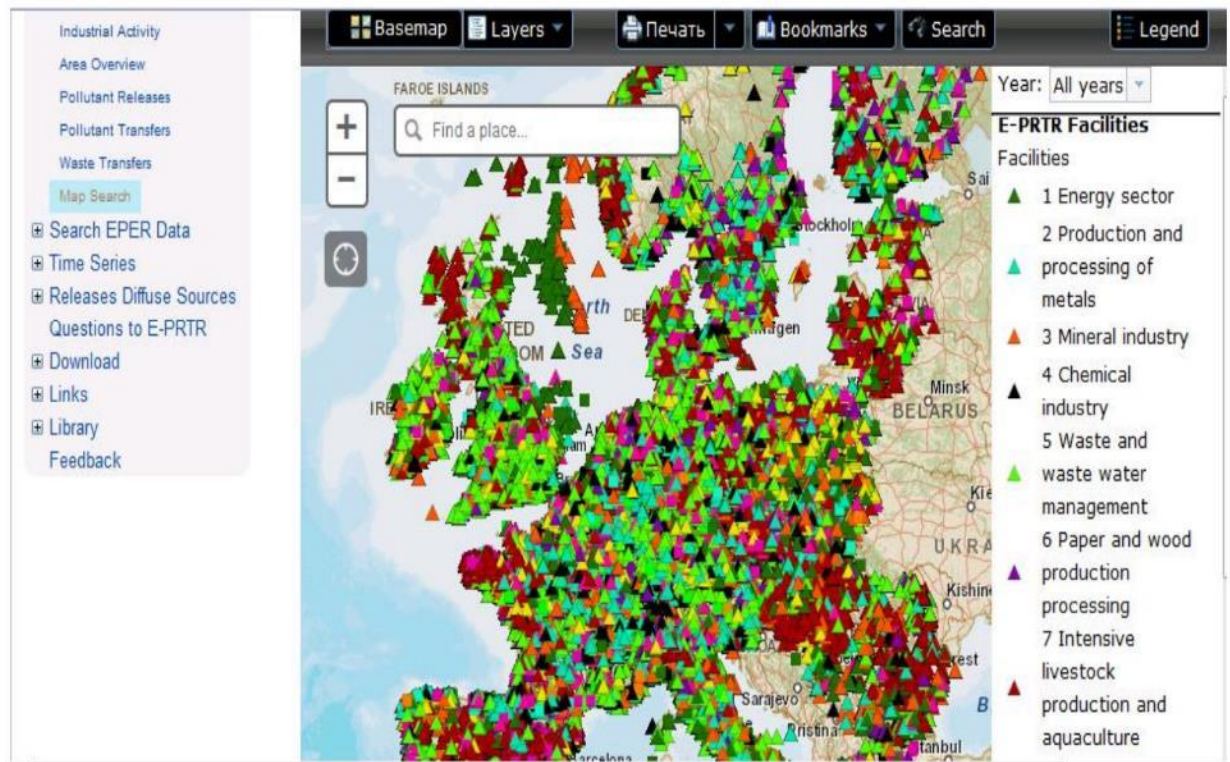 Industrial Activity
Area Overview
Pollutant Releases
Pollutant Transfers
Waste Transfers
Map Search
Search EPER Data
Time Series
Releases Diffuse Sources
Questions to E-PRTR
Download
Links
Library
Feedback
Basemap
Layers
Печать
Bookmarks
Search
Legend
FAROE ISLANDS
Find a place...
Sea
Minsk
BELARUS
Sarajevo
Year: All years
E-PRTR Facilities
Facilities
1 Energy sector
2 Production and
processing of
metals
3 Mineral industry
4 Chemical
industry
5 Waste and
waste water
management
6 Paper and wood
production
processing
7 Intensive
livestock
production and
aquaculture